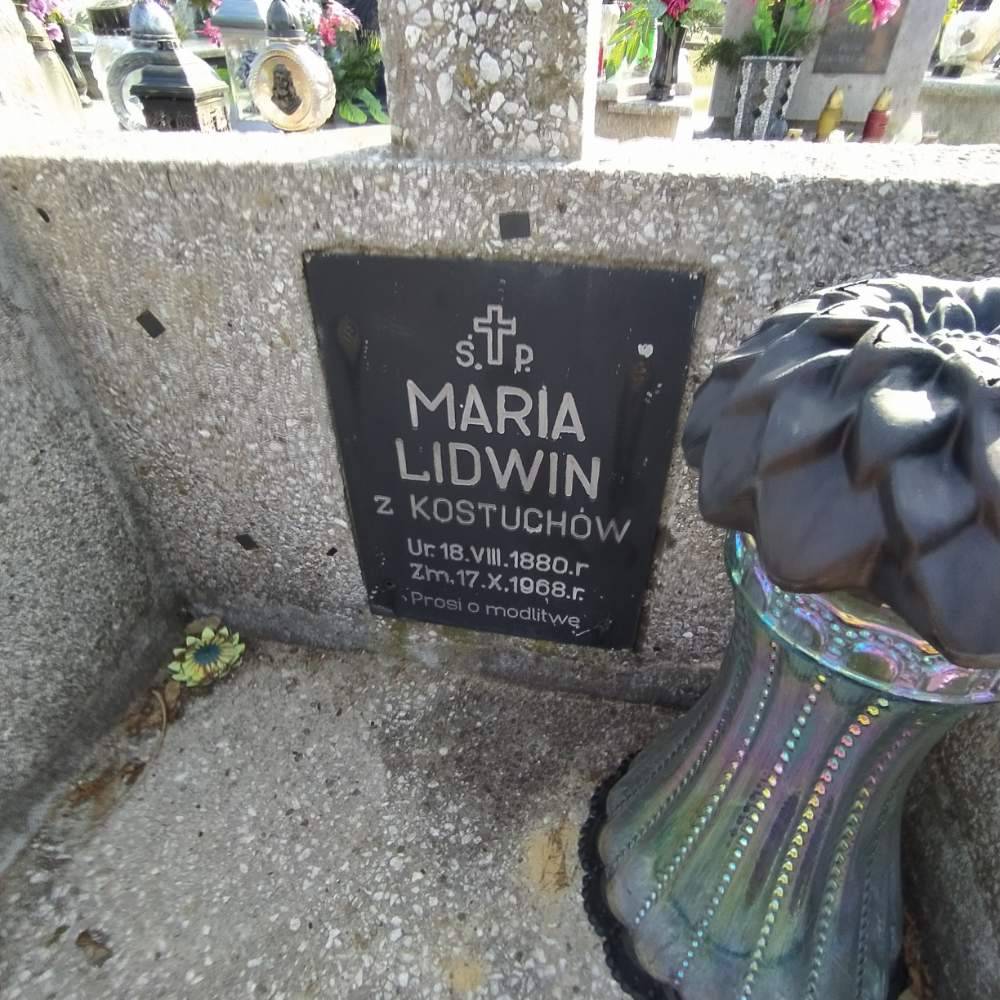 Ś. P.
MARIA
LIDWIN
Z KOSTUCHÓW
Ur. 18.VIII.1880.r
Zm. 17.X.1968.r.
Prosi o modlitwę